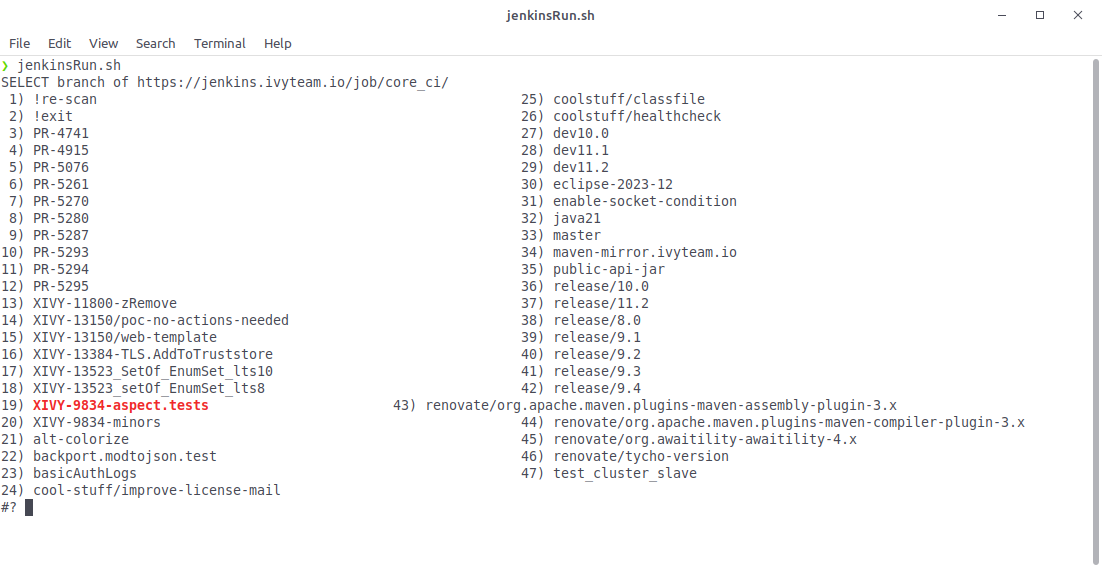 jenkinsRun.sh
File Edit View Search Terminal Help
❯ jenkinsRun.sh
SELECT branch of https://jenkins.ivyteam.io/job/core_ci/
1) !re-scan 25) coolstuff/classfile
2) !exit 26) coolstuff/healthcheck
3) PR-4741 27) dev10.0
4) PR-4915 28) dev11.1
5) PR-5076 29) dev11.2
6) PR-5261 30) eclipse-2023-12
7) PR-5270 31) enable-socket-condition
8) PR-5280 32) java21
9) PR-5287 33) master
10) PR-5293 34) maven-mirror.ivyteam.io
11) PR-5294 35) public-api-jar
12) PR-5295 36) release/10.0
13) XIVY-11800-zRemove 37) release/11.2
14) XIVY-13150/poc-no-actions-needed 38) release/8.0
15) XIVY-13150/web-template 39) release/9.1
16) XIVY-13384-TLS.AddToTruststore 40) release/9.2
17) XIVY-13523_SetOf_EnumSet_lts10 41) release/9.3
18) XIVY-13523_setOf_EnumSet_lts8 42) release/9.4
19) XIVY-9834-aspect.tests 43) renovate/org.apache.maven.plugins-maven-assembly-plugin-3.x
20) XIVY-9834-minors 44) renovate/org.apache.maven.plugins-maven-compiler-plugin-3.x
21) alt-colorize 45) renovate/org.awaitility-awaitility-4.x
22) backport.modtojson.test 46) renovate/tycho-version
23) basicAuthLogs 47) test_cluster_slave
24) cool-stuff/improve-license-mail
#?